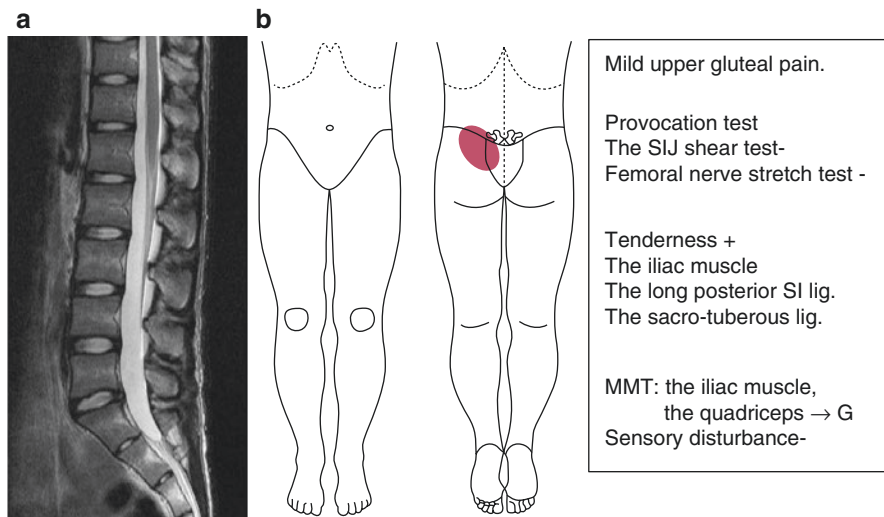 a
b
Mild upper gluteal pain.
Provocation test
The SIJ shear test-
Femoral nerve stretch test -
Tenderness +
The iliac muscle
The long posterior SI lig.
The sacro-tuberous lig.
MMT: the iliac muscle,
the quadriceps → G
Sensory disturbance-